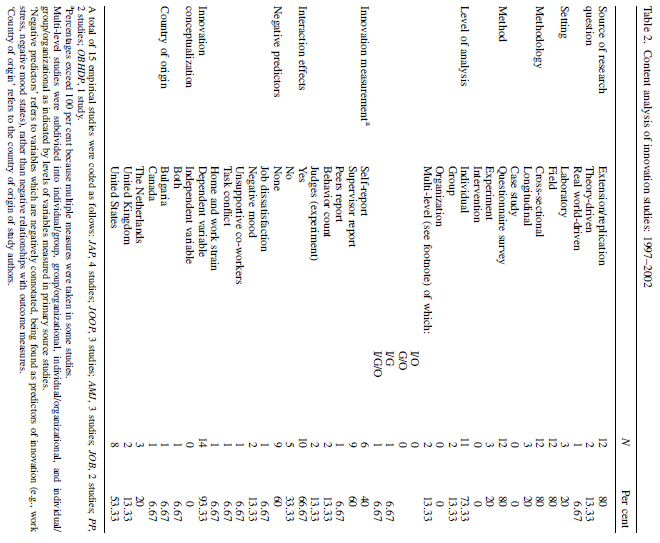 Table 2. Content analysis of innovation studies: 1997–2002
N Per cent
Source of research Extension/replication 12 80
question Theory-driven 2 13.33
Real world-driven 1 6.67
Setting Laboratory 3 20
Field 12 80
Methodology Cross-sectional 12 80
Longitudinal 3 20
Case study 0 0
Method Questionnaire survey 12 80
Experiment 3 20
Intervention 0 0
Level of analysis Individual 11 73.33
Group 2 13.33
Organization 0 0
Multi-level (see footnote) of which: 2 13.33
I/O 0
G/O 0
I/G 1 6.67
I/G/O 1 6.67
Innovation measurementª Self-report 6 40
Supervisor report 9 60
Peers report 1 6.67
Behavior count 2 13.33
Judges (experiment) 2 13.33
Interaction effects Yes 10 66.67
No 5 33.33
Negative predictors None 9 60
Job dissatisfaction 1 6.67
Negative mood 2 13.33
Unsupportive co-workers 1 6.67
Task conflict 1 6.67
Home and work strain 1 6.67
Innovation Dependent variable 14 93.33
conceptualization Independent variable 0 0
Both 1 6.67
Country of origin Bulgaria 1 6.67
Canada 1 6.67
The Netherlands 3 20
United Kingdom 2 13.33
United States 8 53.33
A total of 15 empirical studies were coded as follows: JAP, 4 studies; JOOP, 3 studies; AMJ, 3 studies; JOB, 2 studies; PP,
2 studies; OBHDP, 1 study.
ªPercentages exceed 100 per cent because multiple measures were taken in some studies.
Multi-level studies were subdivided into individual/group, group/organizational, individual/organizational, and individual/
group/organizational as indicated by levels of variables measured in primary source studies.
'Negative predictors' refers to variables which are negatively connotated, being found as predictors of innovation (e.g., work
stress, negative mood states), rather than negative relationships with outcome measures.
'Country of origin' refers to the country of origin of study authors.